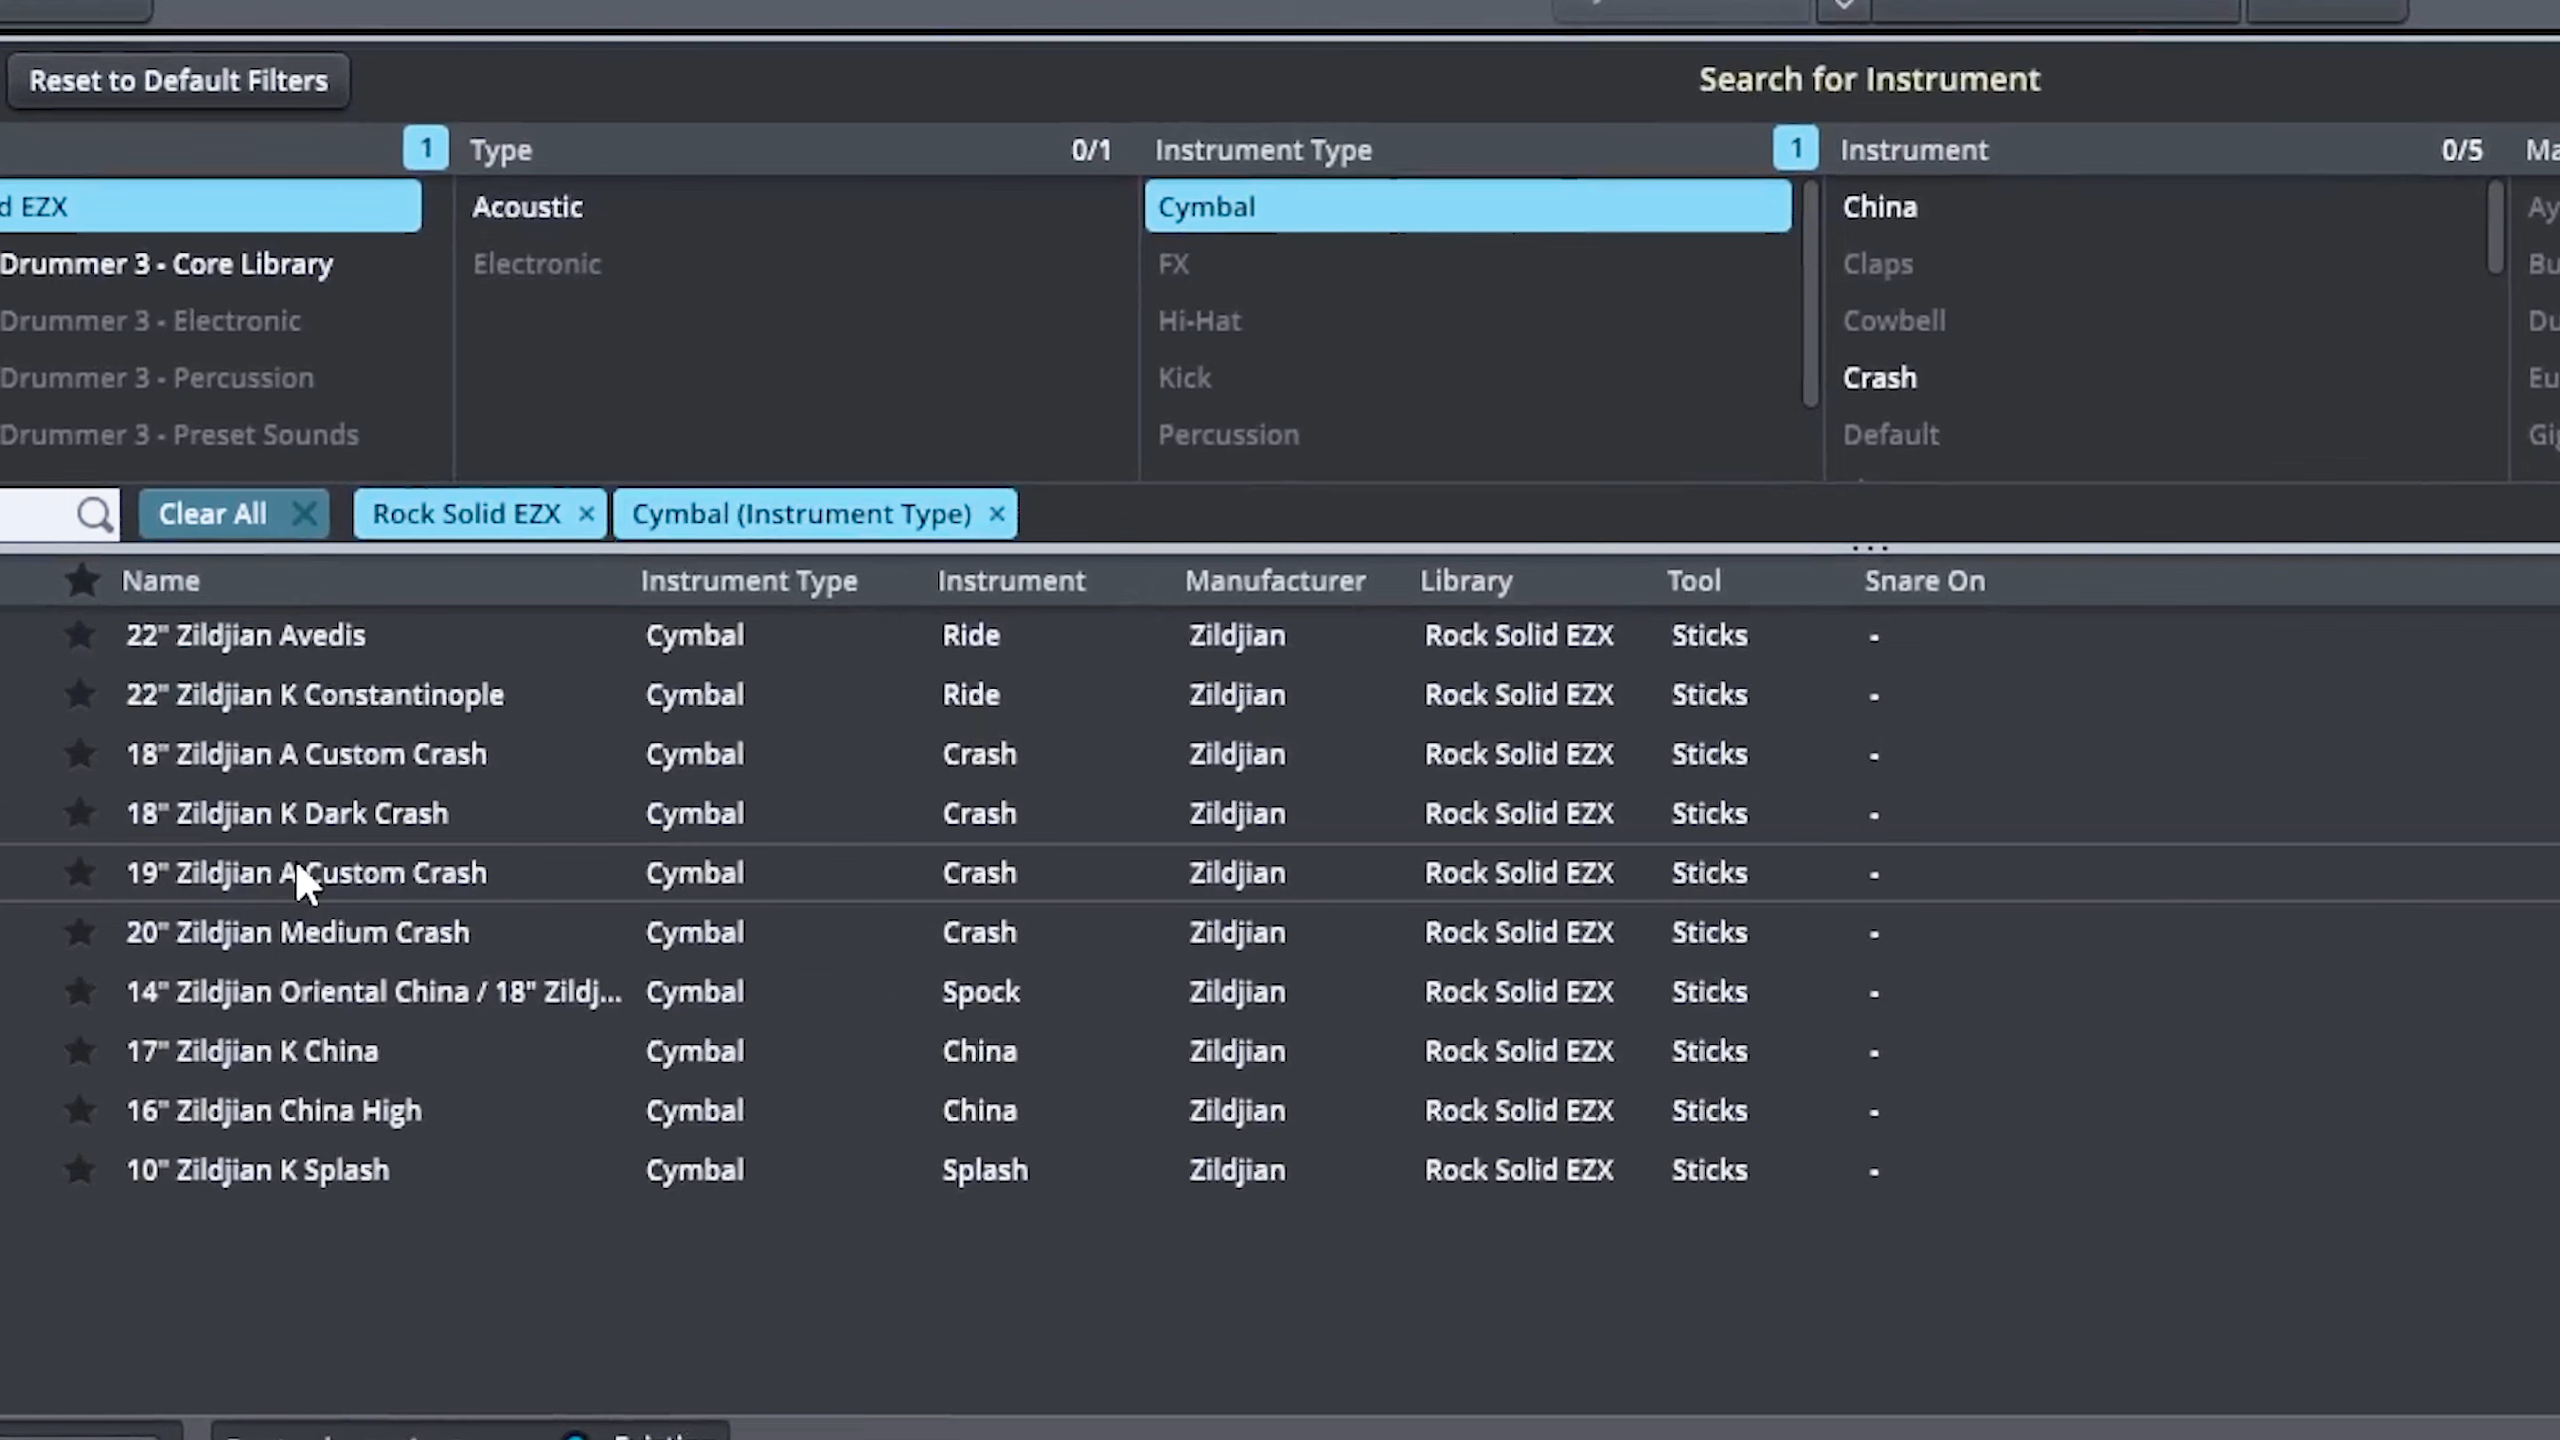 Reset to Default Filters
Search for Instrument
1 Type 0/1 Instrument Type 1 Instrument 0/5
d EZX Acoustic Cymbal China
Drummer 3 - Core Library Electronic FX Claps
Drummer 3 - Electronic Hi-Hat Cowbell
Drummer 3 - Percussion Kick Crash
Drummer 3 - Preset Sounds Percussion Default
Clear All × Rock Solid EZX × Cymbal (Instrument Type) ×
Name Instrument Type Instrument Manufacturer Library Tool Snare On
22" Zildjian Avedis Cymbal Ride Zildjian Rock Solid EZX Sticks -
22" Zildjian K Constantinople Cymbal Ride Zildjian Rock Solid EZX Sticks -
18" Zildjian A Custom Crash Cymbal Crash Zildjian Rock Solid EZX Sticks -
18" Zildjian K Dark Crash Cymbal Crash Zildjian Rock Solid EZX Sticks -
19" Zildjian A Custom Crash Cymbal Crash Zildjian Rock Solid EZX Sticks -
20" Zildjian Medium Crash Cymbal Crash Zildjian Rock Solid EZX Sticks -
14" Zildjian Oriental China / 18" Zildj... Cymbal Spock Zildjian Rock Solid EZX Sticks -
17" Zildjian K China Cymbal China Zildjian Rock Solid EZX Sticks -
16" Zildjian China High Cymbal China Zildjian Rock Solid EZX Sticks -
10" Zildjian K Splash Cymbal Splash Zildjian Rock Solid EZX Sticks -